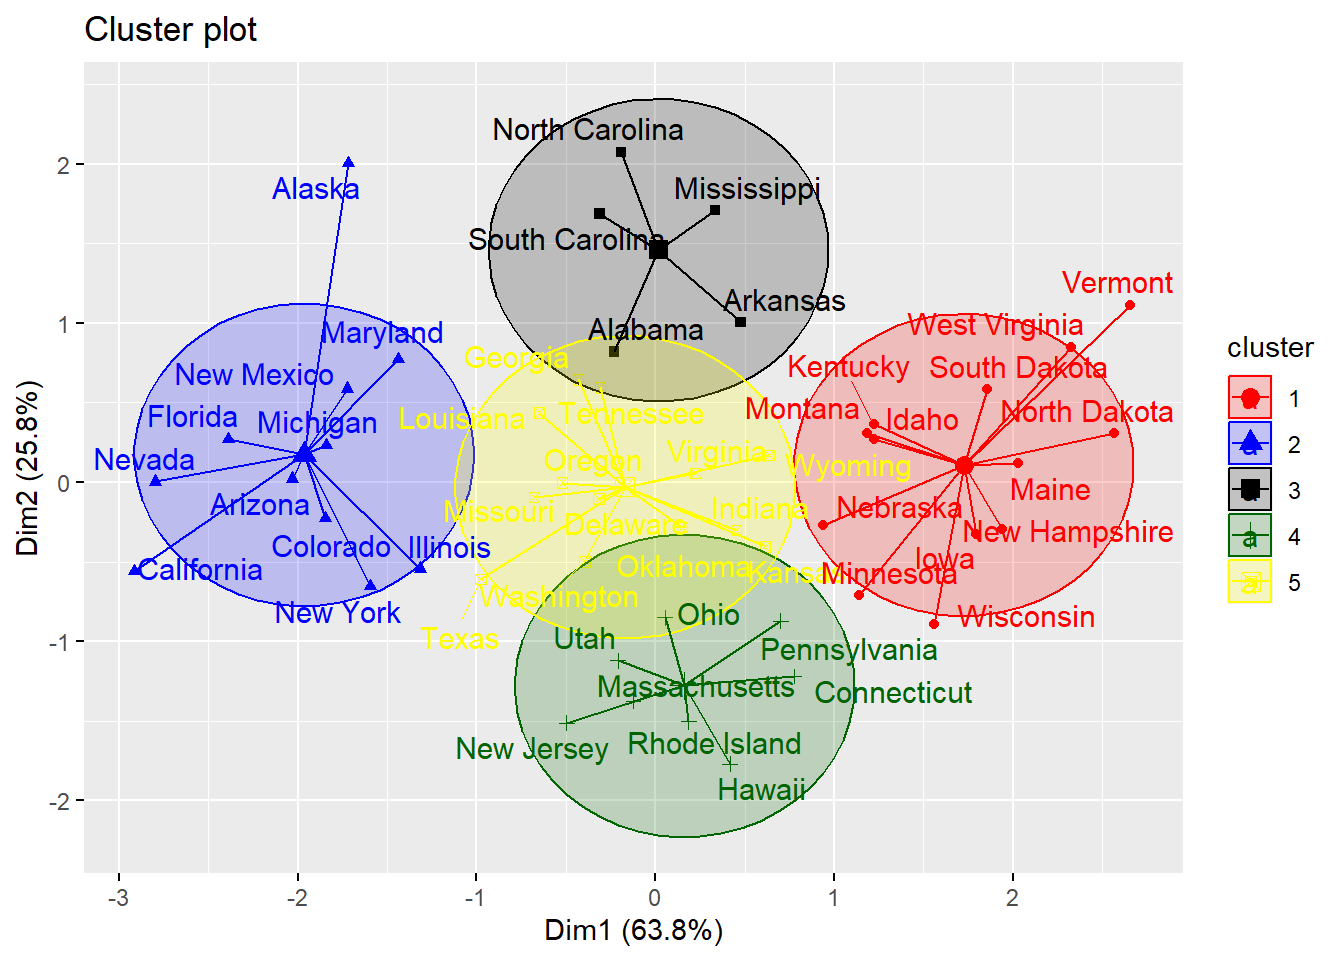 Cluster plot
North Carolina
Alaska
Mississippi
South Carolina
Vermont
Arkansas
West Virginia
Maryland
Alabama
Georgia
Kentucky
South Dakota
New Mexico
Florida
Michigan
Louisiana
Tennessee
Montana
Idaho
North Dakota
Nevada
Oregon
Virginia
Wyoming
Maine
Arizona
Missouri
Delaware
Indiana
Nebraska
New Hampshire
Colorado
Illinois
California
Oklahoma
Kansas
Iowa
Minnesota
New York
Washington
Ohio
Wisconsin
Texas
Utah
Pennsylvania
Massachusetts
Connecticut
New Jersey
Rhode Island
Hawaii
2
1
0
-1
-2
-3
-2
-1
0
1
2
Dim1 (63.8%)
Dim2 (25.8%)
cluster
a 1
a 2
a 3
a 4
a 5